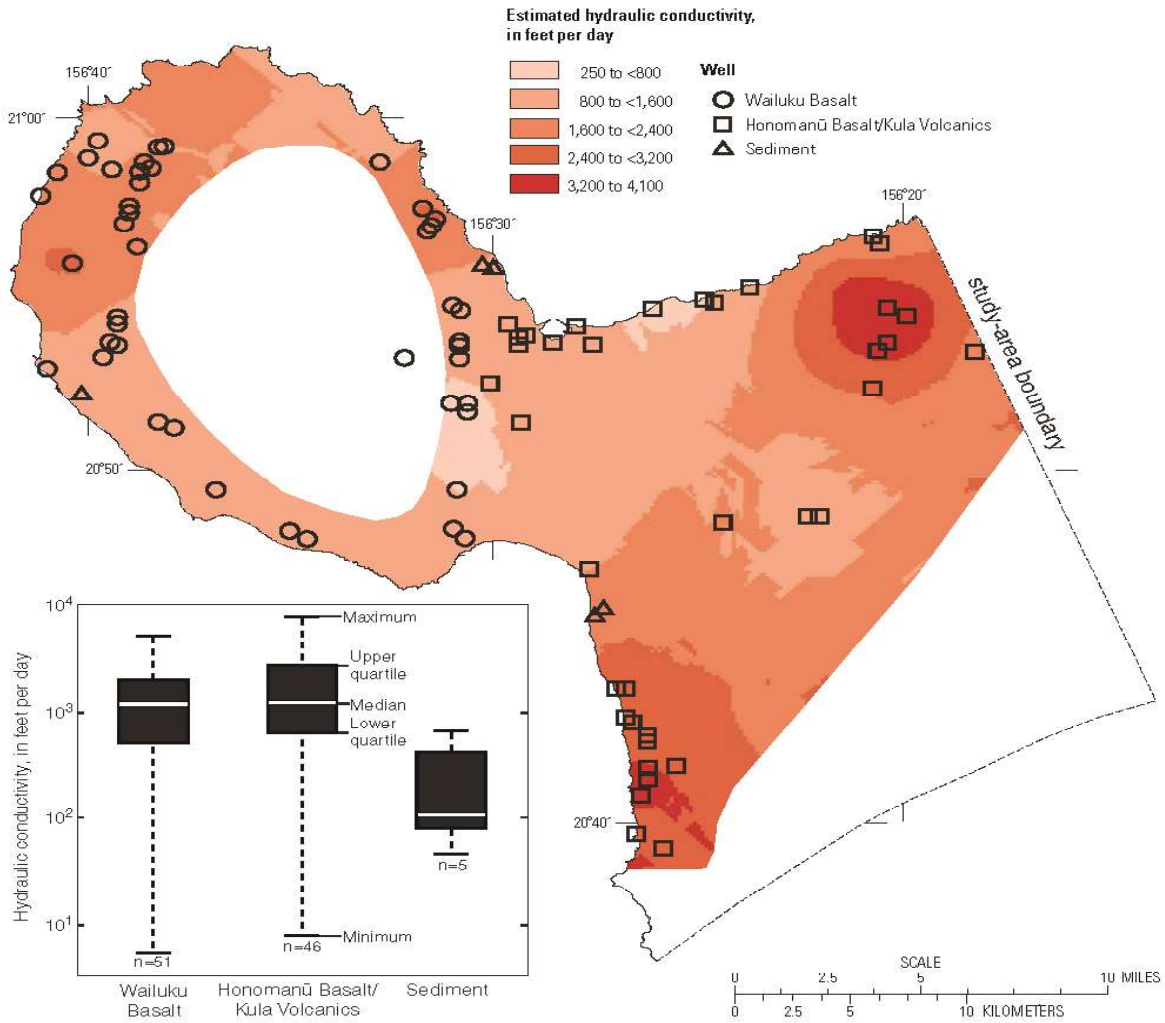 Estimated hydraulic conductivity,
in feet per day
250 to <800
800 to <1,600
1,600 to <2,400
2,400 to <3,200
3,200 to 4,100
Well
Wailuku Basalt
Honomanū Basalt/Kula Volcanics
Sediment
156°40´
21°00´
156°30´
156°20´
study-area boundary
20°50´
20°40´
Hydraulic conductivity, in feet per day
10⁴
10³
10²
10¹
Maximum
Upper
quartile
Median
Lower
quartile
Minimum
n=51
n=46
n=5
Wailuku
Basalt
Honomanū Basalt/
Kula Volcanics
Sediment
SCALE
0 2.5 5 10 MILES
0 2.5 5 10 KILOMETERS